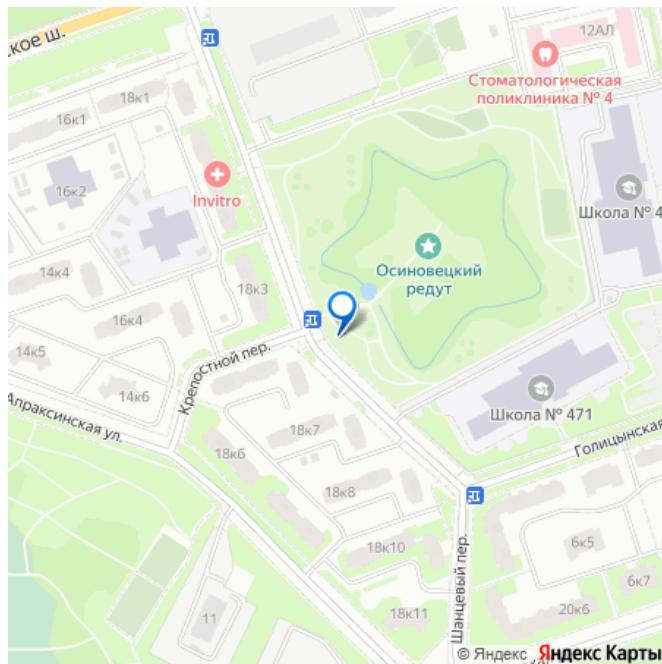 ское ш.
12АЛ
Стоматологическая
поликлиника № 4
18к1
16к1
Invitro
16к2
Школа № 4
Осиновецкий
редут
14к4
18к3
16к4
14к5
Крепостной пер.
14к6
Школа № 471
Апраксинская ул.
18к7
Голицынская
18к6
18к8
18к10
Шанцевый пер.
6к5
6к7
11
18к11
20к6
© Яндекс Яндекс Карты